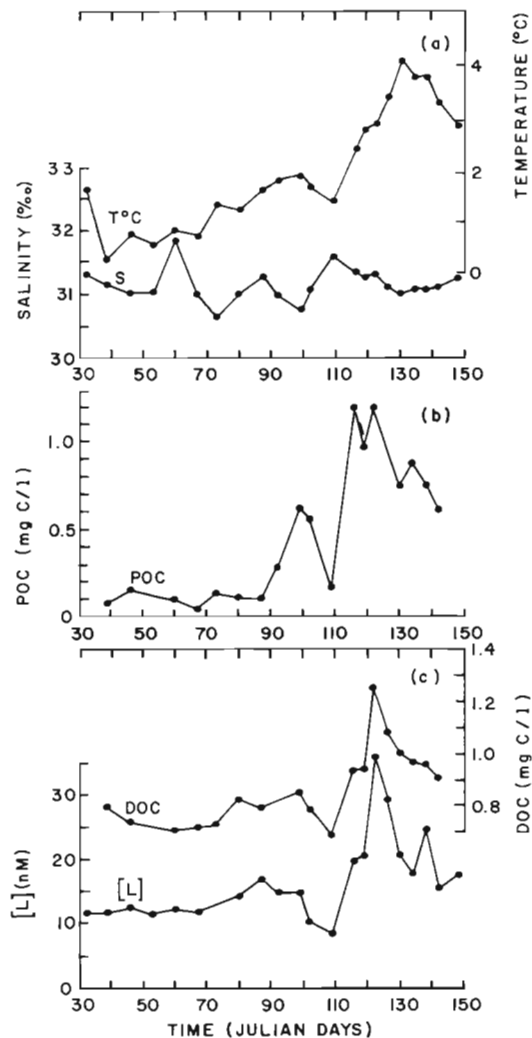 (a)
TEMPERATURE (°C)
4
2
0
SALINITY (‰)
33
32
31
30
T°C
S
30 50 70 90 110 130 150
(b)
POC (mg C/l)
1.0
0.5
0
POC
30 50 70 90 110 130 150
(c)
DOC (mg C/l)
1.4
1.2
1.0
0.8
[L](nM)
30
20
10
0
DOC
[L]
30 50 70 90 110 130 150
TIME (JULIAN DAYS)